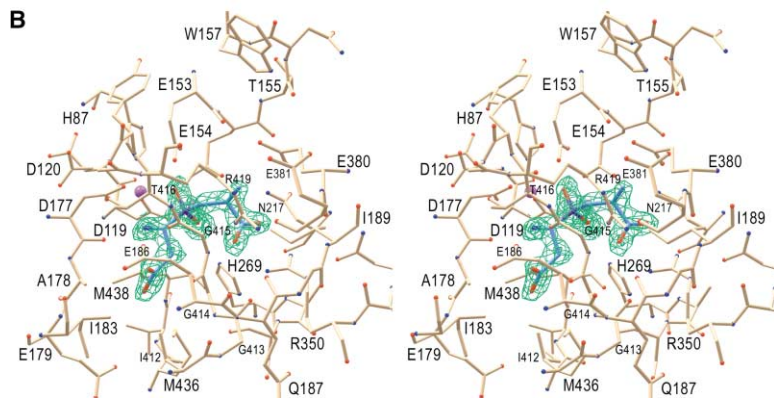 B
W157
E153
T155
H87
E154
D120
E380
T416
R419
E381
D177
N217
I189
D119
G415
E186
H269
A178
M438
G414
I183
R350
E179
I412
G413
M436
Q187
W157
E153
T155
H87
E154
D120
E380
T416
R419
E381
D177
N217
I189
D119
G415
E186
H269
A178
M438
G414
I183
R350
E179
I412
G413
M436
Q187